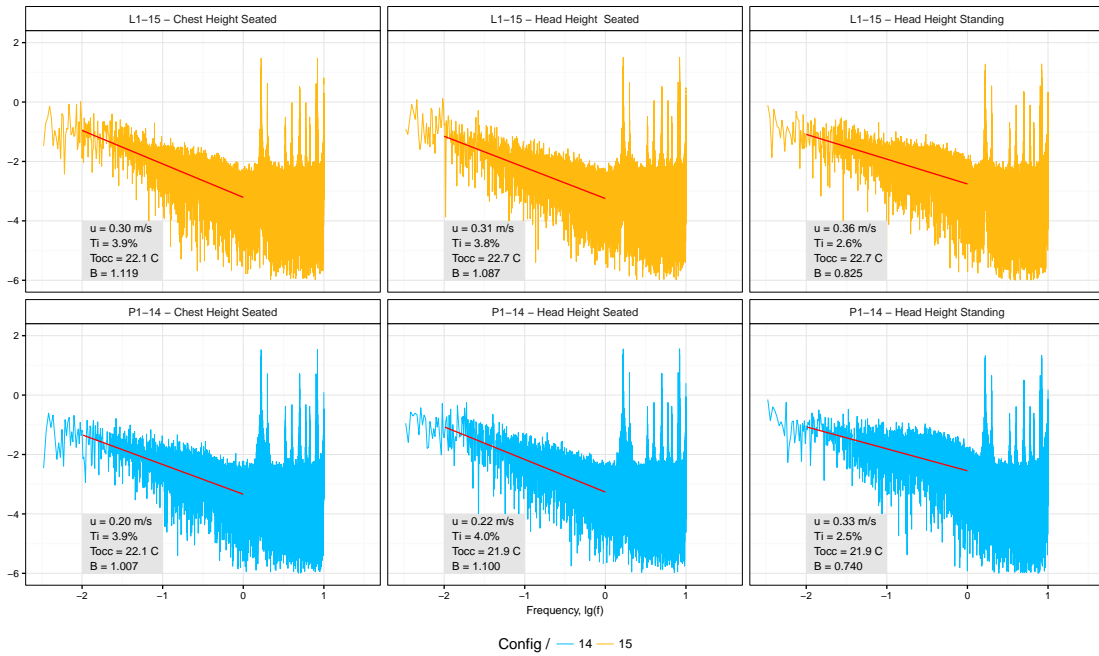 L1−15 − Chest Height Seated
L1−15 − Head Height  Seated
L1−15 − Head Height Standing
2
0
−2
−4
−6
u = 0.30 m/s
Ti = 3.9%
Tocc = 22.1 C
B = 1.119
u = 0.31 m/s
Ti = 3.8%
Tocc = 22.7 C
B = 1.087
u = 0.36 m/s
Ti = 2.6%
Tocc = 22.7 C
B = 0.825
P1−14 − Chest Height Seated
P1−14 − Head Height Seated
P1−14 − Head Height Standing
2
0
−2
−4
−6
u = 0.20 m/s
Ti = 3.9%
Tocc = 22.1 C
B = 1.007
u = 0.22 m/s
Ti = 4.0%
Tocc = 21.9 C
B = 1.100
u = 0.33 m/s
Ti = 2.5%
Tocc = 21.9 C
B = 0.740
−2 −1 0 1
−2 −1 0 1
−2 −1 0 1
Frequency, lg(f)
Config / 14 15